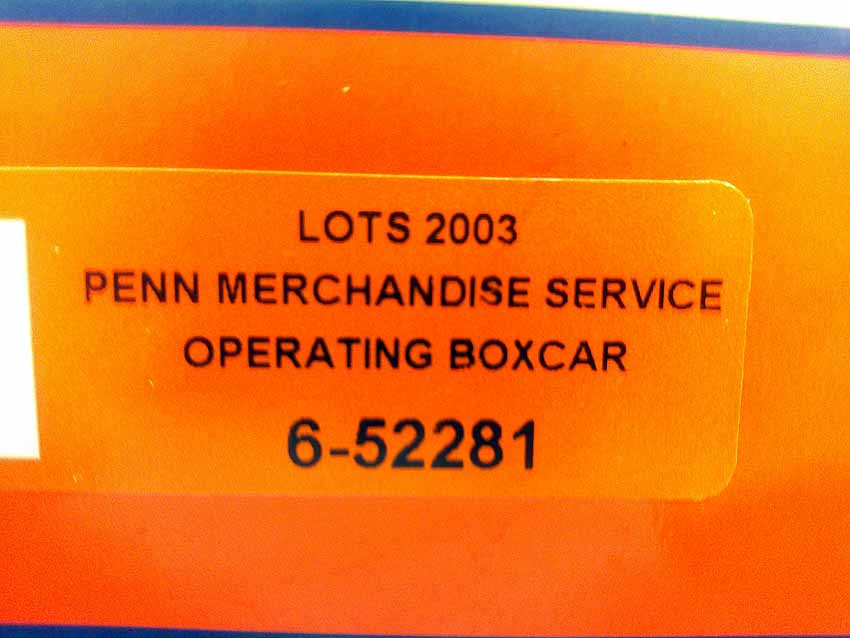 LOTS 2003
PENN MERCHANDISE SERVICE
OPERATING BOXCAR
6-52281